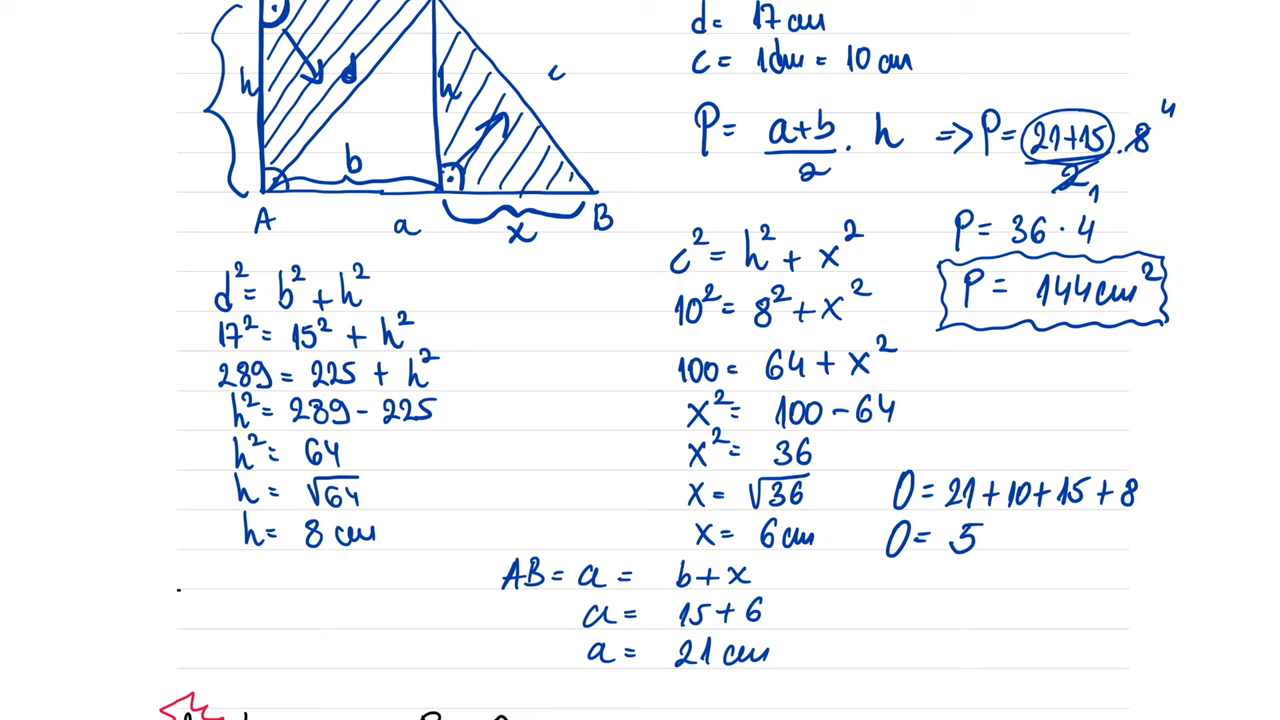 d = 17 cm
c = 1dm = 10 cm
h d h c
P = a+b/2 · h => P = 21+15/2 · 8 4
1
b
A a x B
P = 36 · 4
P = 144 cm²
d² = b² + h²
17² = 15² + h²
289 = 225 + h²
h² = 289 - 225
h² = 64
h = √64
h = 8 cm
c² = h² + x²
10² = 8² + x²
100 = 64 + x²
x² = 100 - 64
x² = 36
x = √36
x = 6 cm
O = 21 + 10 + 15 + 8
O = 5
AB = a = b + x
a = 15 + 6
a = 21 cm